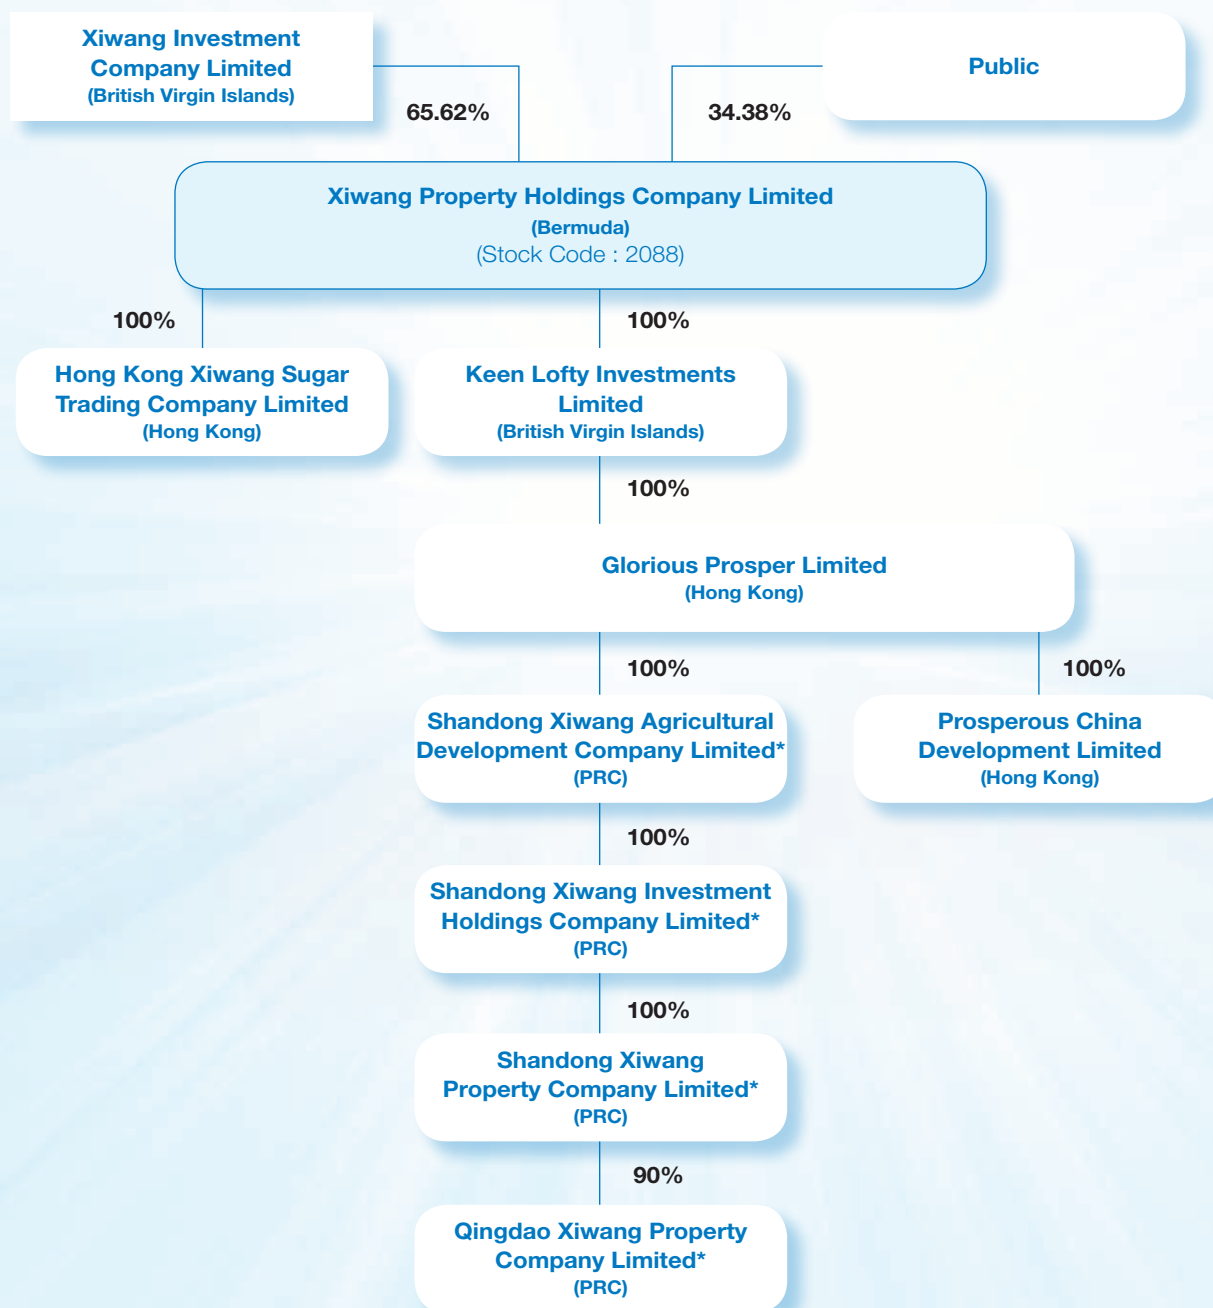 Xiwang Investment
Company Limited
(British Virgin Islands)
Public
65.62%
34.38%
Xiwang Property Holdings Company Limited
(Bermuda)
(Stock Code : 2088)
100%
100%
Hong Kong Xiwang Sugar
Trading Company Limited
(Hong Kong)
Keen Lofty Investments
Limited
(British Virgin Islands)
100%
Glorious Prosper Limited
(Hong Kong)
100%
100%
Shandong Xiwang Agricultural
Development Company Limited*
(PRC)
Prosperous China
Development Limited
(Hong Kong)
100%
Shandong Xiwang Investment
Holdings Company Limited*
(PRC)
100%
Shandong Xiwang
Property Company Limited*
(PRC)
90%
Qingdao Xiwang Property
Company Limited*
(PRC)